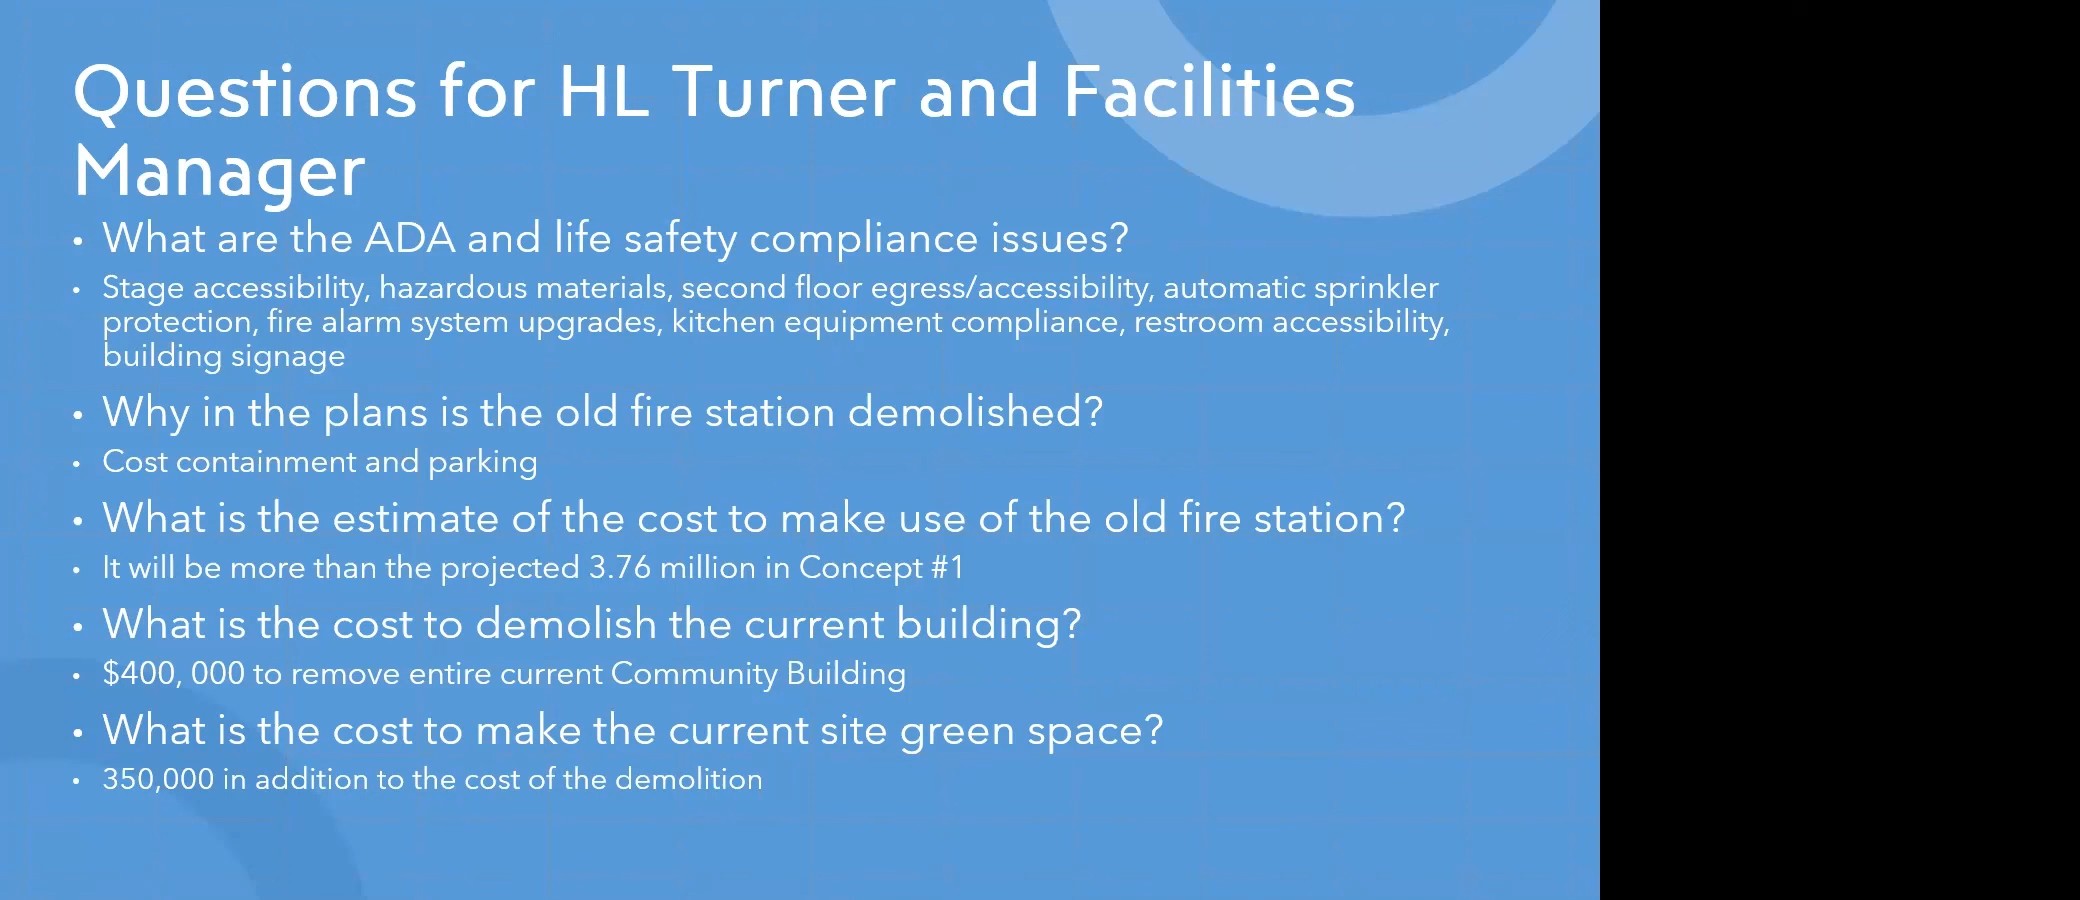 Questions for HL Turner and Facilities
Manager
• What are the ADA and life safety compliance issues?
• Stage accessibility, hazardous materials, second floor egress/accessibility, automatic sprinkler
protection, fire alarm system upgrades, kitchen equipment compliance, restroom accessibility,
building signage
• Why in the plans is the old fire station demolished?
• Cost containment and parking
• What is the estimate of the cost to make use of the old fire station?
• It will be more than the projected 3.76 million in Concept #1
• What is the cost to demolish the current building?
• $400, 000 to remove entire current Community Building
• What is the cost to make the current site green space?
• 350,000 in addition to the cost of the demolition